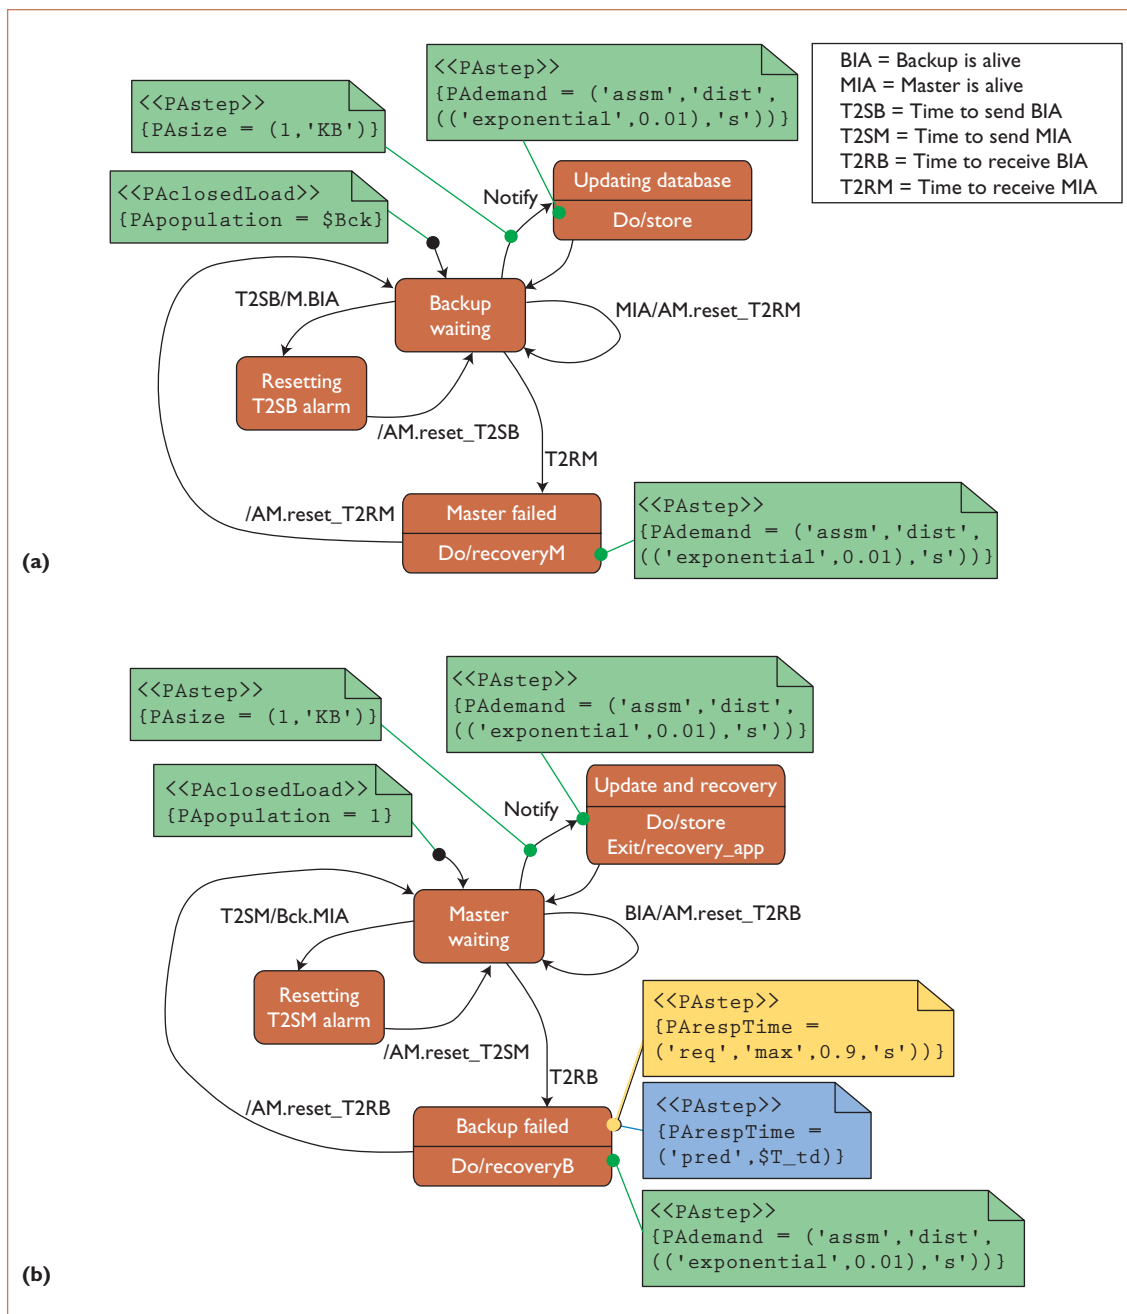 <<PAstep>>
{PAdemand = ('assm','dist',
(('exponential',0.01),'s'))}
<<PAstep>>
{PAsize = (1,'KB')}
<<PAclosedLoad>>
{PApopulation = $Bck}
BIA = Backup is alive
MIA = Master is alive
T2SB = Time to send BIA
T2SM = Time to send MIA
T2RB = Time to receive BIA
T2RM = Time to receive MIA
Notify
Updating database
Do/store
T2SB/M.BIA
Backup
waiting
MIA/AM.reset_T2RM
Resetting
T2SB alarm
/AM.reset_T2SB
T2RM
/AM.reset_T2RM
Master failed
Do/recoveryM
<<PAstep>>
{PAdemand = ('assm','dist',
(('exponential',0.01),'s'))}
(a)
<<PAstep>>
{PAsize = (1,'KB')}
<<PAstep>>
{PAdemand = ('assm','dist',
(('exponential',0.01),'s'))}
<<PAclosedLoad>>
{PApopulation = 1}
Notify
Update and recovery
Do/store
Exit/recovery_app
T2SM/Bck.MIA
Master
waiting
BIA/AM.reset_T2RB
Resetting
T2SM alarm
/AM.reset_T2SM
T2RB
/AM.reset_T2RB
Backup failed
Do/recoveryB
<<PAstep>>
{PArespTime =
('req','max',0.9,'s'))}
<<PAstep>>
{PArespTime =
('pred',$T_td)}
<<PAstep>>
{PAdemand = ('assm','dist',
(('exponential',0.01),'s'))}
(b)